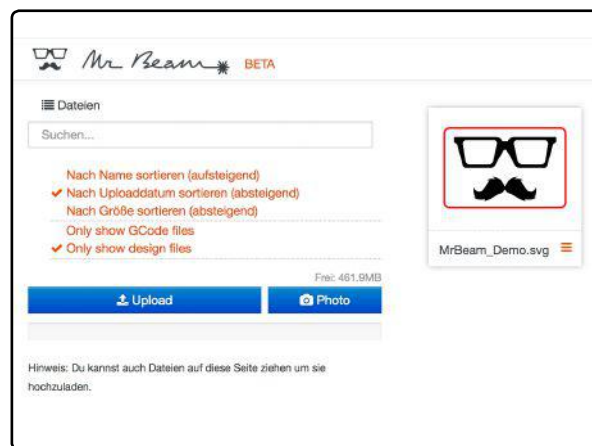 Mr Beam BETA
Dateien
Suchen...
Nach Name sortieren (aufsteigend)
Nach Uploaddatum sortieren (absteigend)
Nach Größe sortieren (absteigend)
Only show GCode files
Only show design files
Frei: 461.9MB
Upload
Photo
Hinweis: Du kannst auch Dateien auf diese Seite ziehen um sie
hochzuladen.
MrBeam_Demo.svg